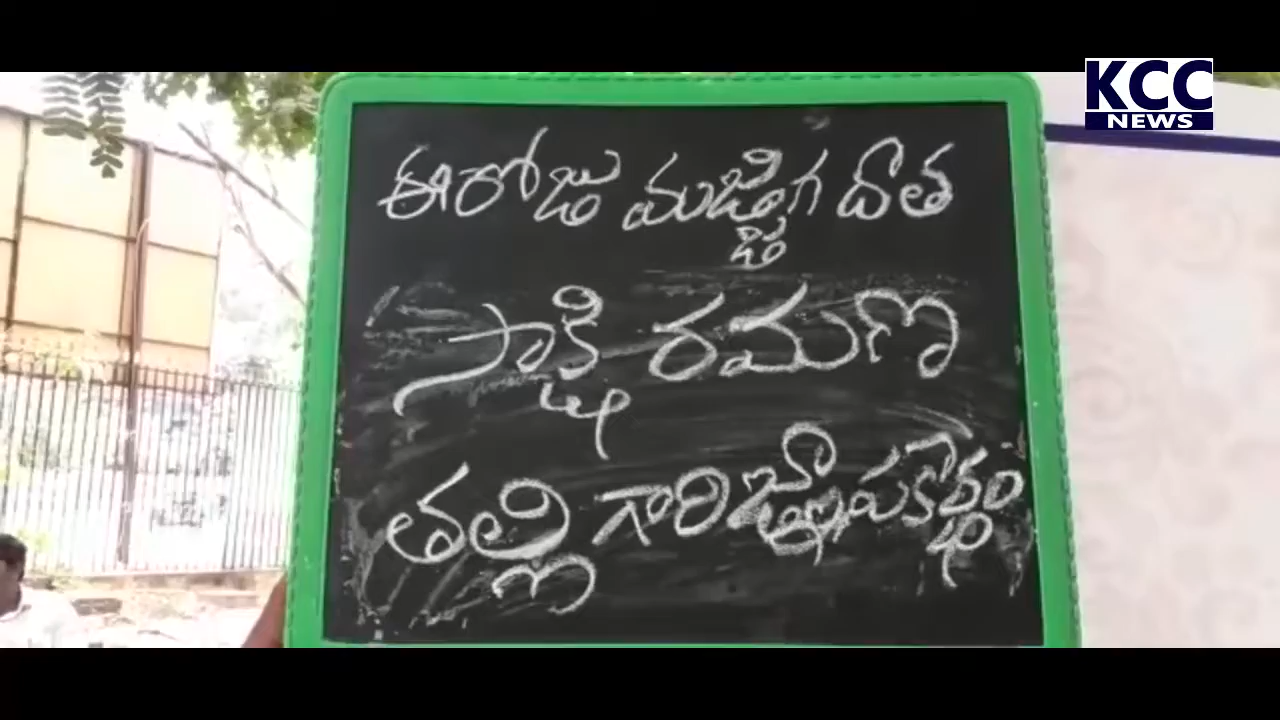 KCC
NEWS
ఈరోజు మజ్జిగ దాత
సాక్షి రమణ
తల్లి గారి జ్ఞాపకార్థం